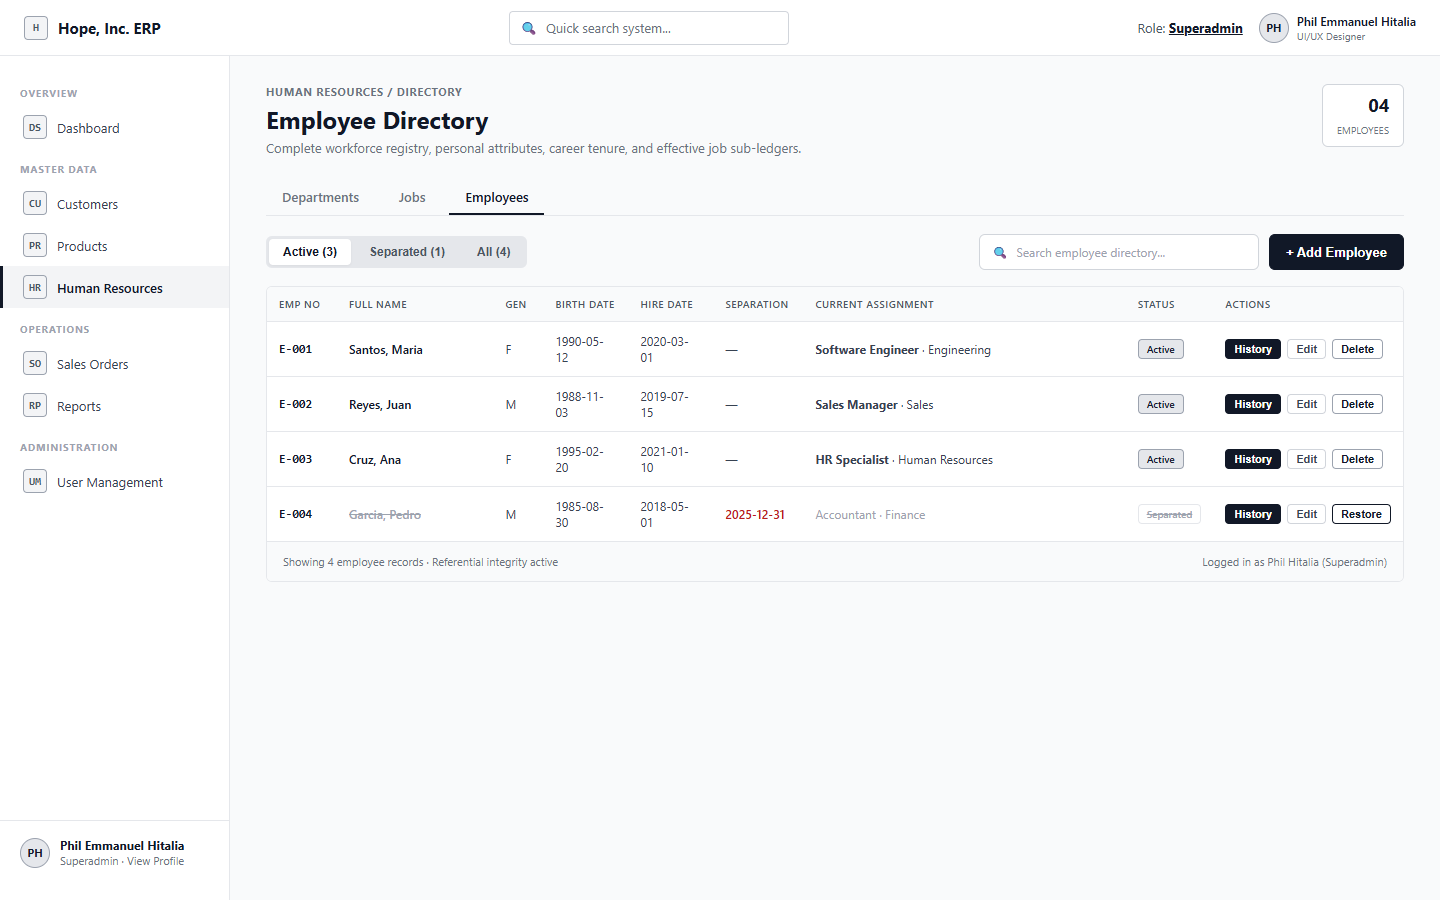 H Hope, Inc. ERP
Quick search system...
Role: Superadmin
PH Phil Emmanuel Hitalia
UI/UX Designer
OVERVIEW
DS Dashboard
MASTER DATA
CU Customers
PR Products
HR Human Resources
OPERATIONS
SO Sales Orders
RP Reports
ADMINISTRATION
UM User Management
PH Phil Emmanuel Hitalia
Superadmin · View Profile
HUMAN RESOURCES / DIRECTORY
Employee Directory
Complete workforce registry, personal attributes, career tenure, and effective job sub-ledgers.
04
EMPLOYEES
Departments Jobs Employees
Active (3) Separated (1) All (4)
Search employee directory...
+ Add Employee
EMP NO FULL NAME GEN BIRTH DATE HIRE DATE SEPARATION CURRENT ASSIGNMENT STATUS ACTIONS
E-001 Santos, Maria F 1990-05-12 2020-03-01 — Software Engineer · Engineering Active History Edit Delete
E-002 Reyes, Juan M 1988-11-03 2019-07-15 — Sales Manager · Sales Active History Edit Delete
E-003 Cruz, Ana F 1995-02-20 2021-01-10 — HR Specialist · Human Resources Active History Edit Delete
E-004 Garcia, Pedro M 1985-08-30 2018-05-01 2025-12-31 Accountant · Finance Separated History Edit Restore
Showing 4 employee records · Referential integrity active
Logged in as Phil Hitalia (Superadmin)